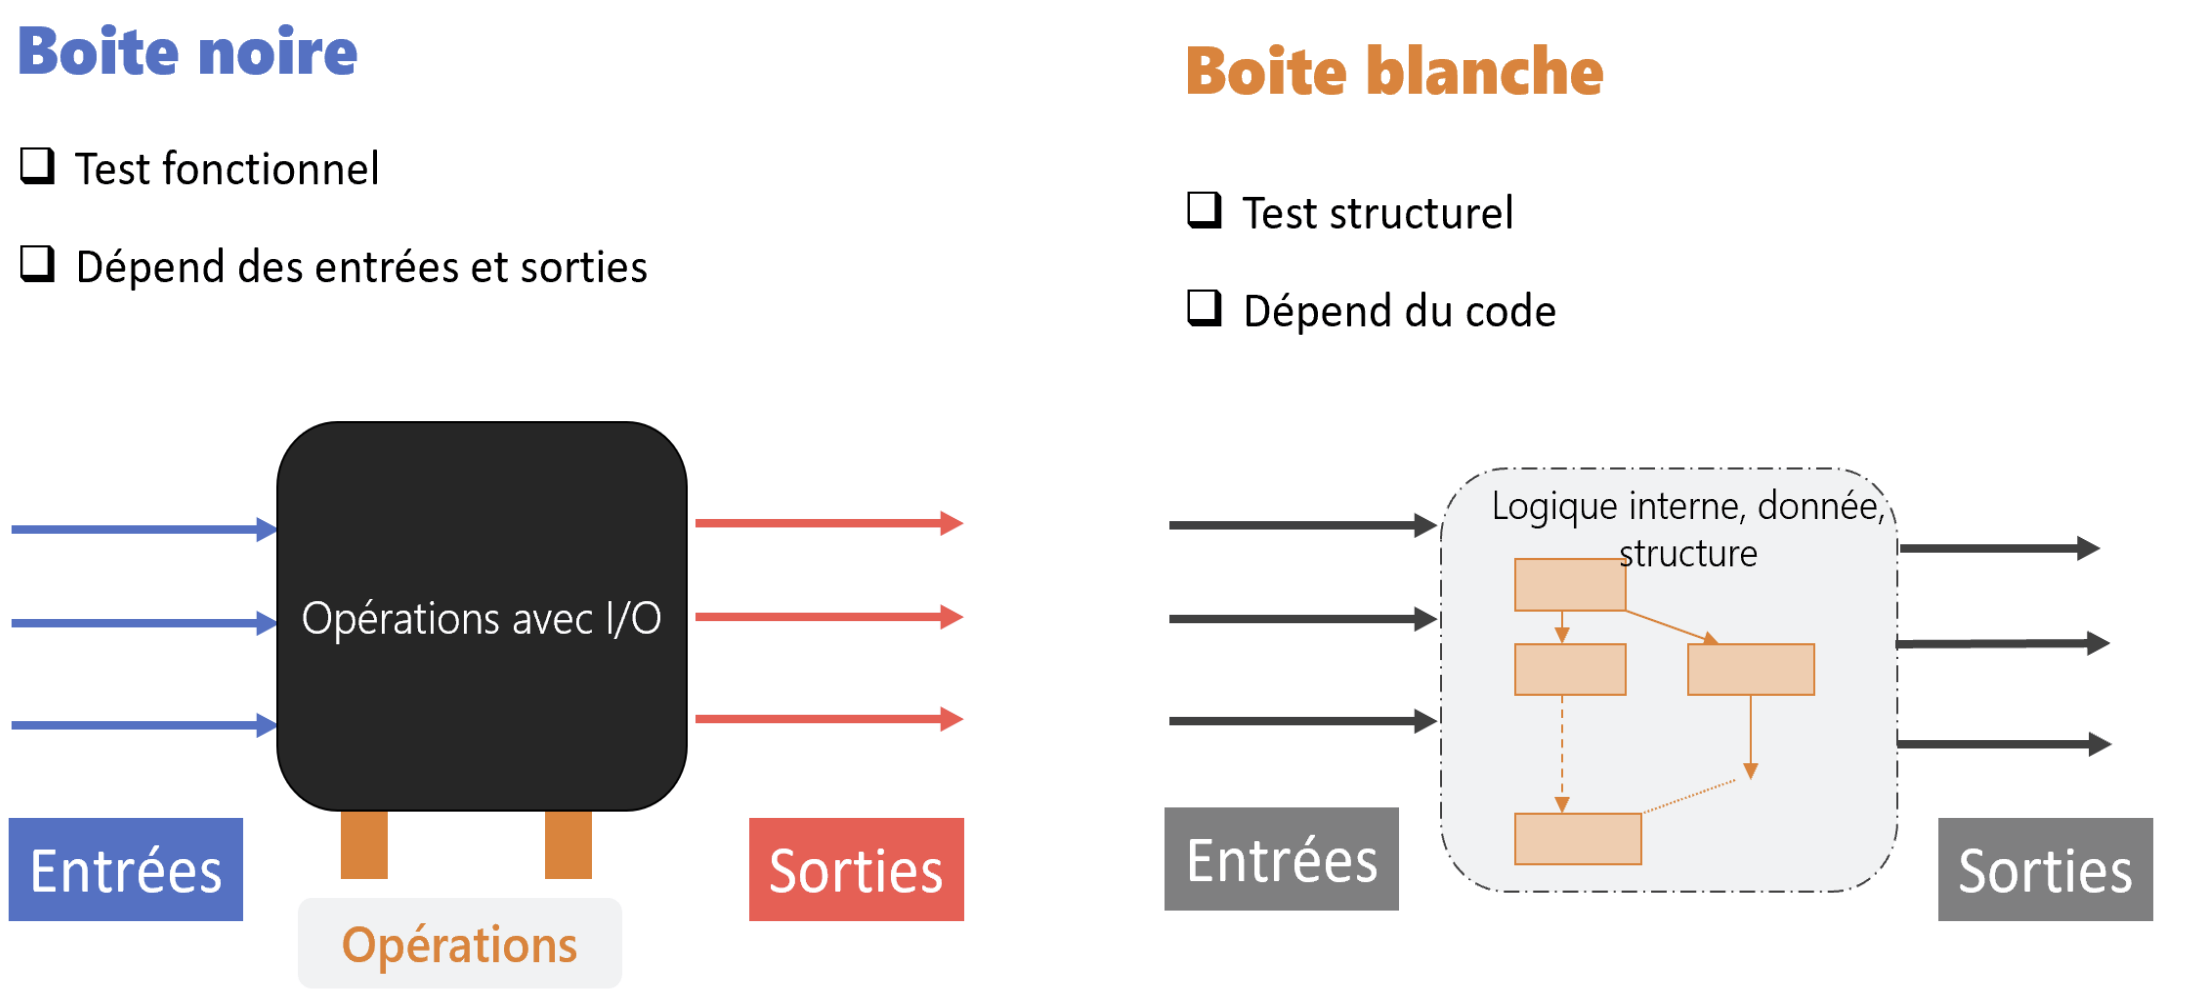 Boite noire
Test fonctionnel
Dépend des entrées et sorties
Opérations avec I/O
Entrées
Sorties
Opérations
Boite blanche
Test structurel
Dépend du code
Logique interne, donnée,
structure
Entrées
Sorties